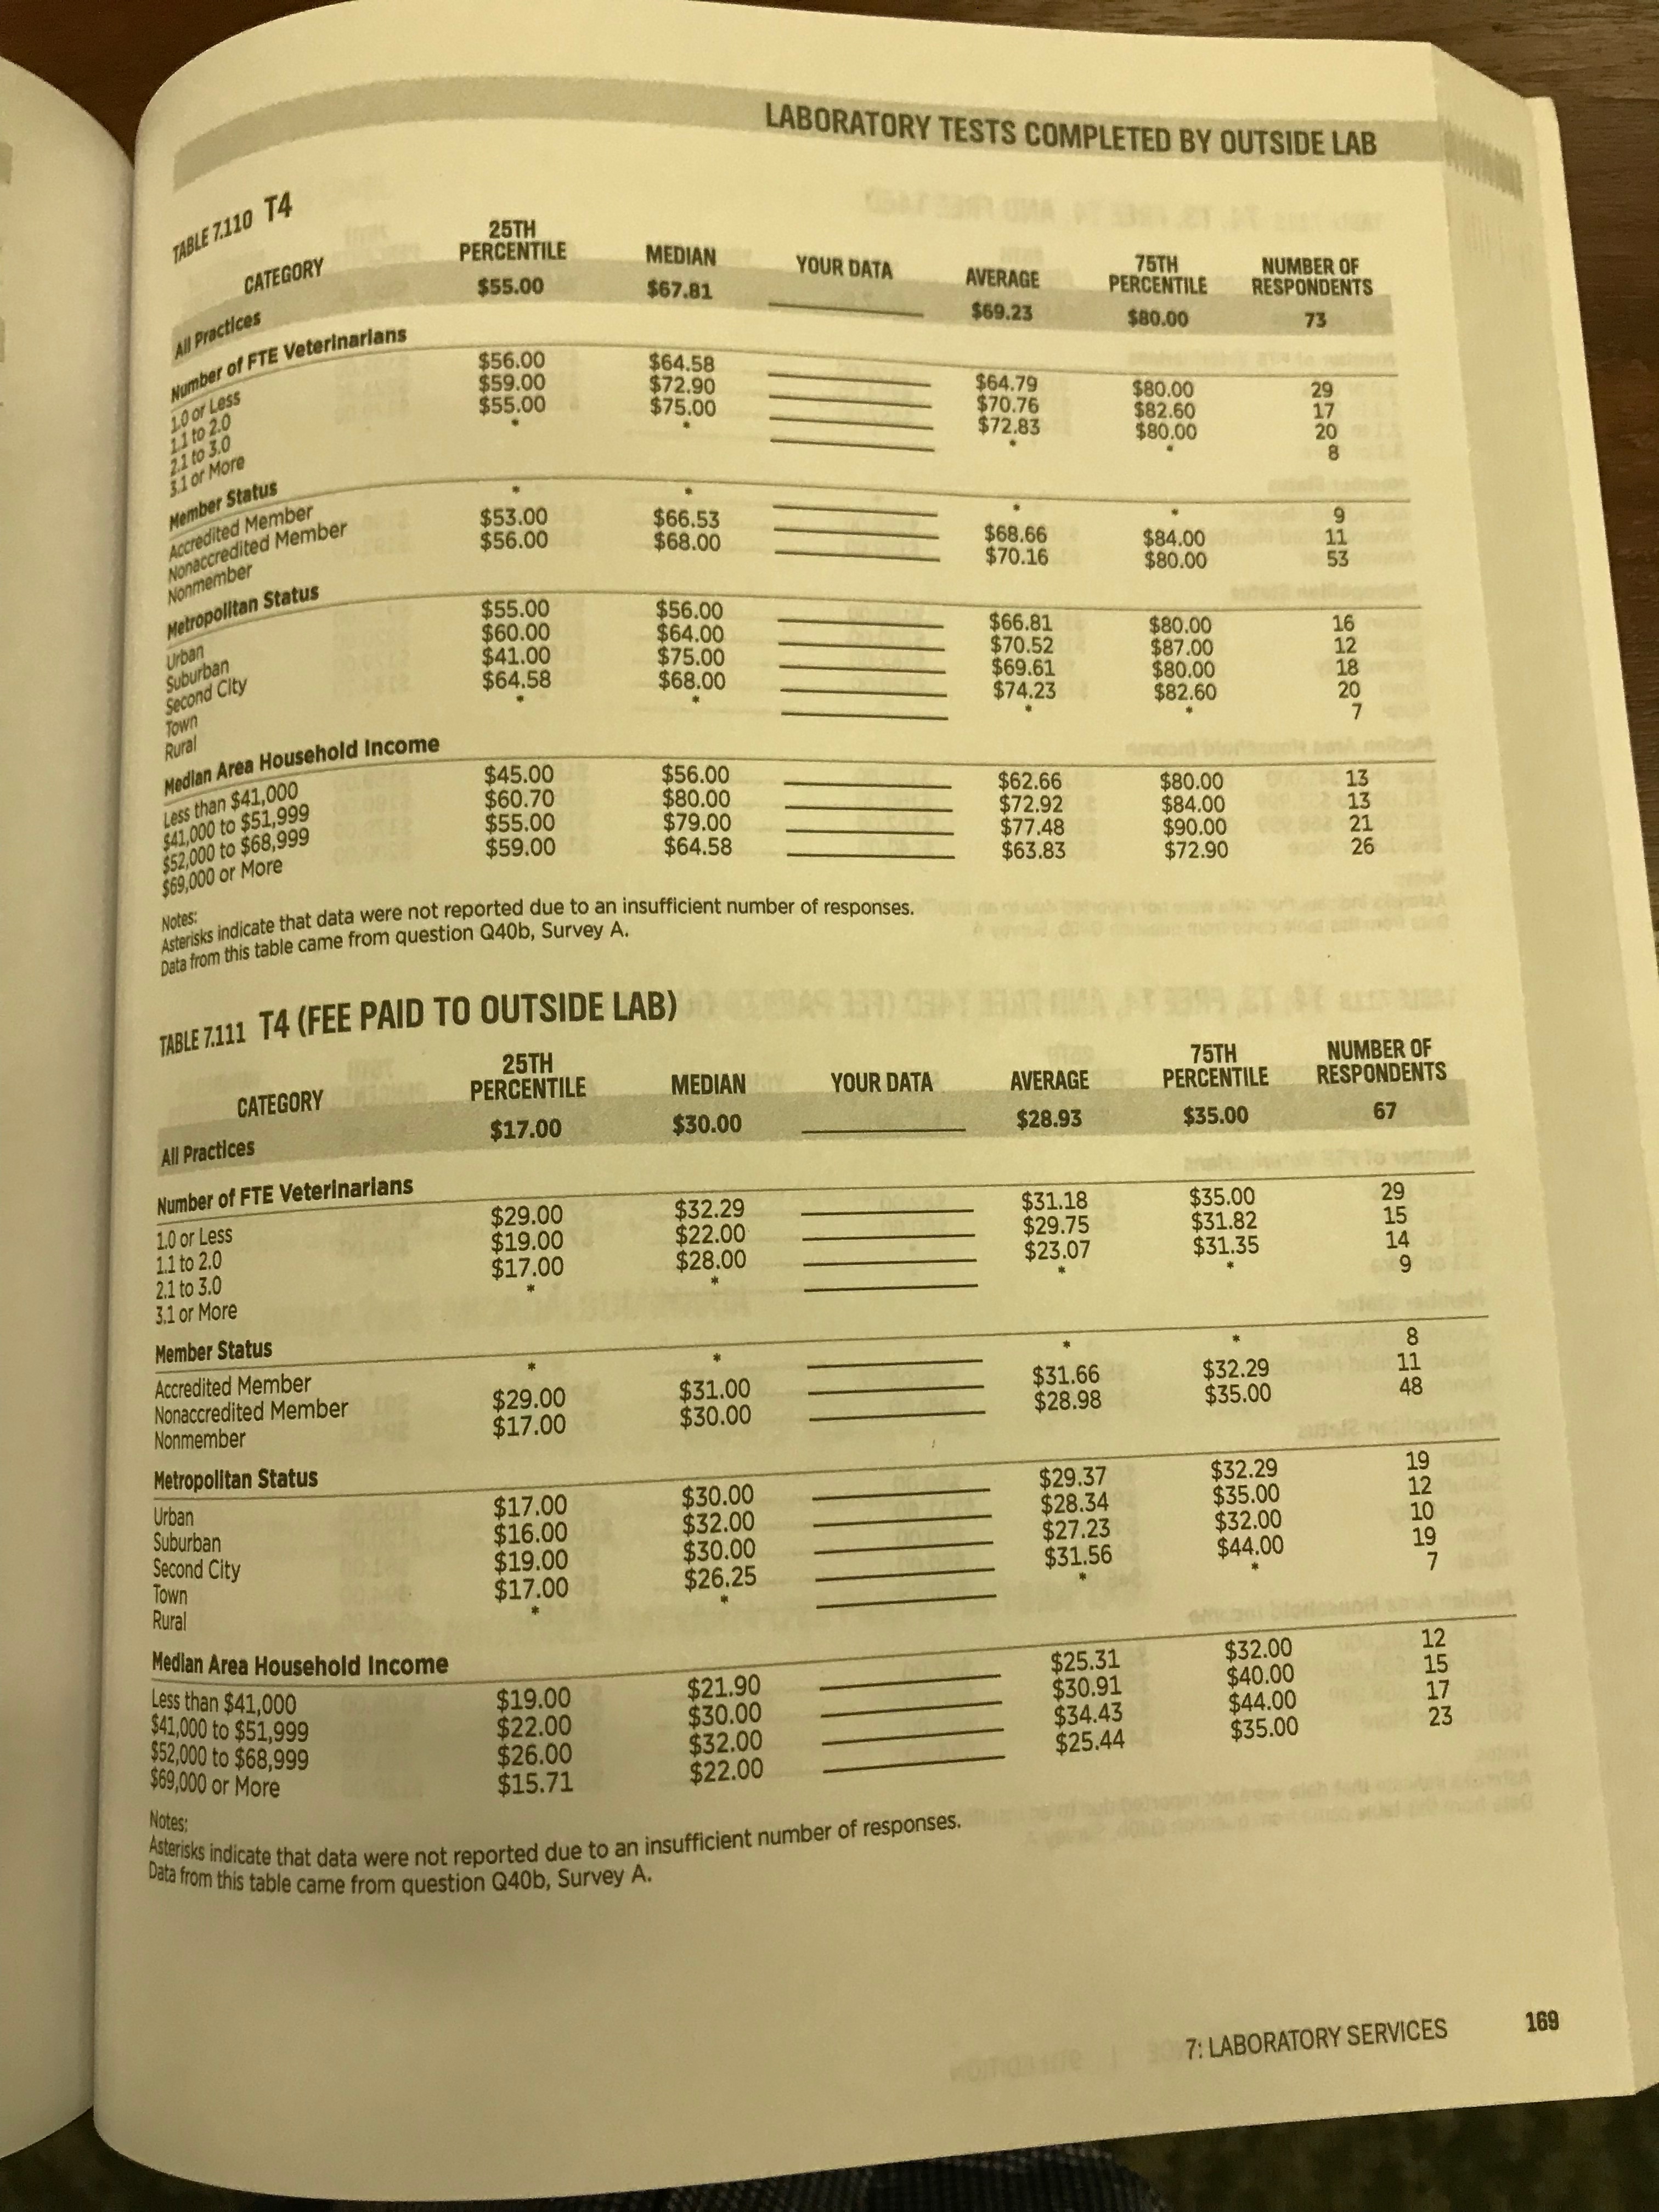 LABORATORY TESTS COMPLETED BY OUTSIDE LAB
TABLE 7.110 T4
CATEGORY 25TH PERCENTILE MEDIAN YOUR DATA AVERAGE 75TH PERCENTILE NUMBER OF RESPONDENTS
All Practices $55.00 $67.81 $69.23 $80.00 73
Number of FTE Veterinarians
1.0 or Less $56.00 $64.58 $64.79 $80.00 29
1.1 to 2.0 $59.00 $72.90 $70.76 $82.60 17
2.1 to 3.0 $55.00 $75.00 $72.83 $80.00 20
3.1 or More * * * * 8
Member Status
Accredited Member * * * * 9
Nonaccredited Member $53.00 $66.53 $68.66 $84.00 11
Nonmember $56.00 $68.00 $70.16 $80.00 53
Metropolitan Status
Urban $55.00 $56.00 $66.81 $80.00 16
Suburban $60.00 $64.00 $70.52 $87.00 12
Second City $41.00 $75.00 $69.61 $80.00 18
Town $64.58 $68.00 $74.23 $82.60 20
Rural * * * * 7
Median Area Household Income
Less than $41,000 $45.00 $56.00 $62.66 $80.00 13
$41,000 to $51,999 $60.70 $80.00 $72.92 $84.00 13
$52,000 to $68,999 $55.00 $79.00 $77.48 $90.00 21
$69,000 or More $59.00 $64.58 $63.83 $72.90 26
Notes:
Asterisks indicate that data were not reported due to an insufficient number of responses.
Data from this table came from question Q40b, Survey A.
TABLE 7.111 T4 (FEE PAID TO OUTSIDE LAB)
CATEGORY 25TH PERCENTILE MEDIAN YOUR DATA AVERAGE 75TH PERCENTILE NUMBER OF RESPONDENTS
All Practices $17.00 $30.00 $28.93 $35.00 67
Number of FTE Veterinarians
1.0 or Less $29.00 $32.29 $31.18 $35.00 29
1.1 to 2.0 $19.00 $22.00 $29.75 $31.82 15
2.1 to 3.0 $17.00 $28.00 $23.07 $31.35 14
3.1 or More * * * * 9
Member Status
Accredited Member * * * * 8
Nonaccredited Member $29.00 $31.00 $31.66 $32.29 11
Nonmember $17.00 $30.00 $28.98 $35.00 48
Metropolitan Status
Urban $17.00 $30.00 $29.37 $32.29 19
Suburban $16.00 $32.00 $28.34 $35.00 12
Second City $19.00 $30.00 $27.23 $32.00 10
Town $17.00 $26.25 $31.56 $44.00 19
Rural * * * * 7
Median Area Household Income
Less than $41,000 $19.00 $21.90 $25.31 $32.00 12
$41,000 to $51,999 $22.00 $30.00 $30.91 $40.00 15
$52,000 to $68,999 $26.00 $32.00 $34.43 $44.00 17
$69,000 or More $15.71 $22.00 $25.44 $35.00 23
Notes:
Asterisks indicate that data were not reported due to an insufficient number of responses.
Data from this table came from question Q40b, Survey A.
7: LABORATORY SERVICES 169